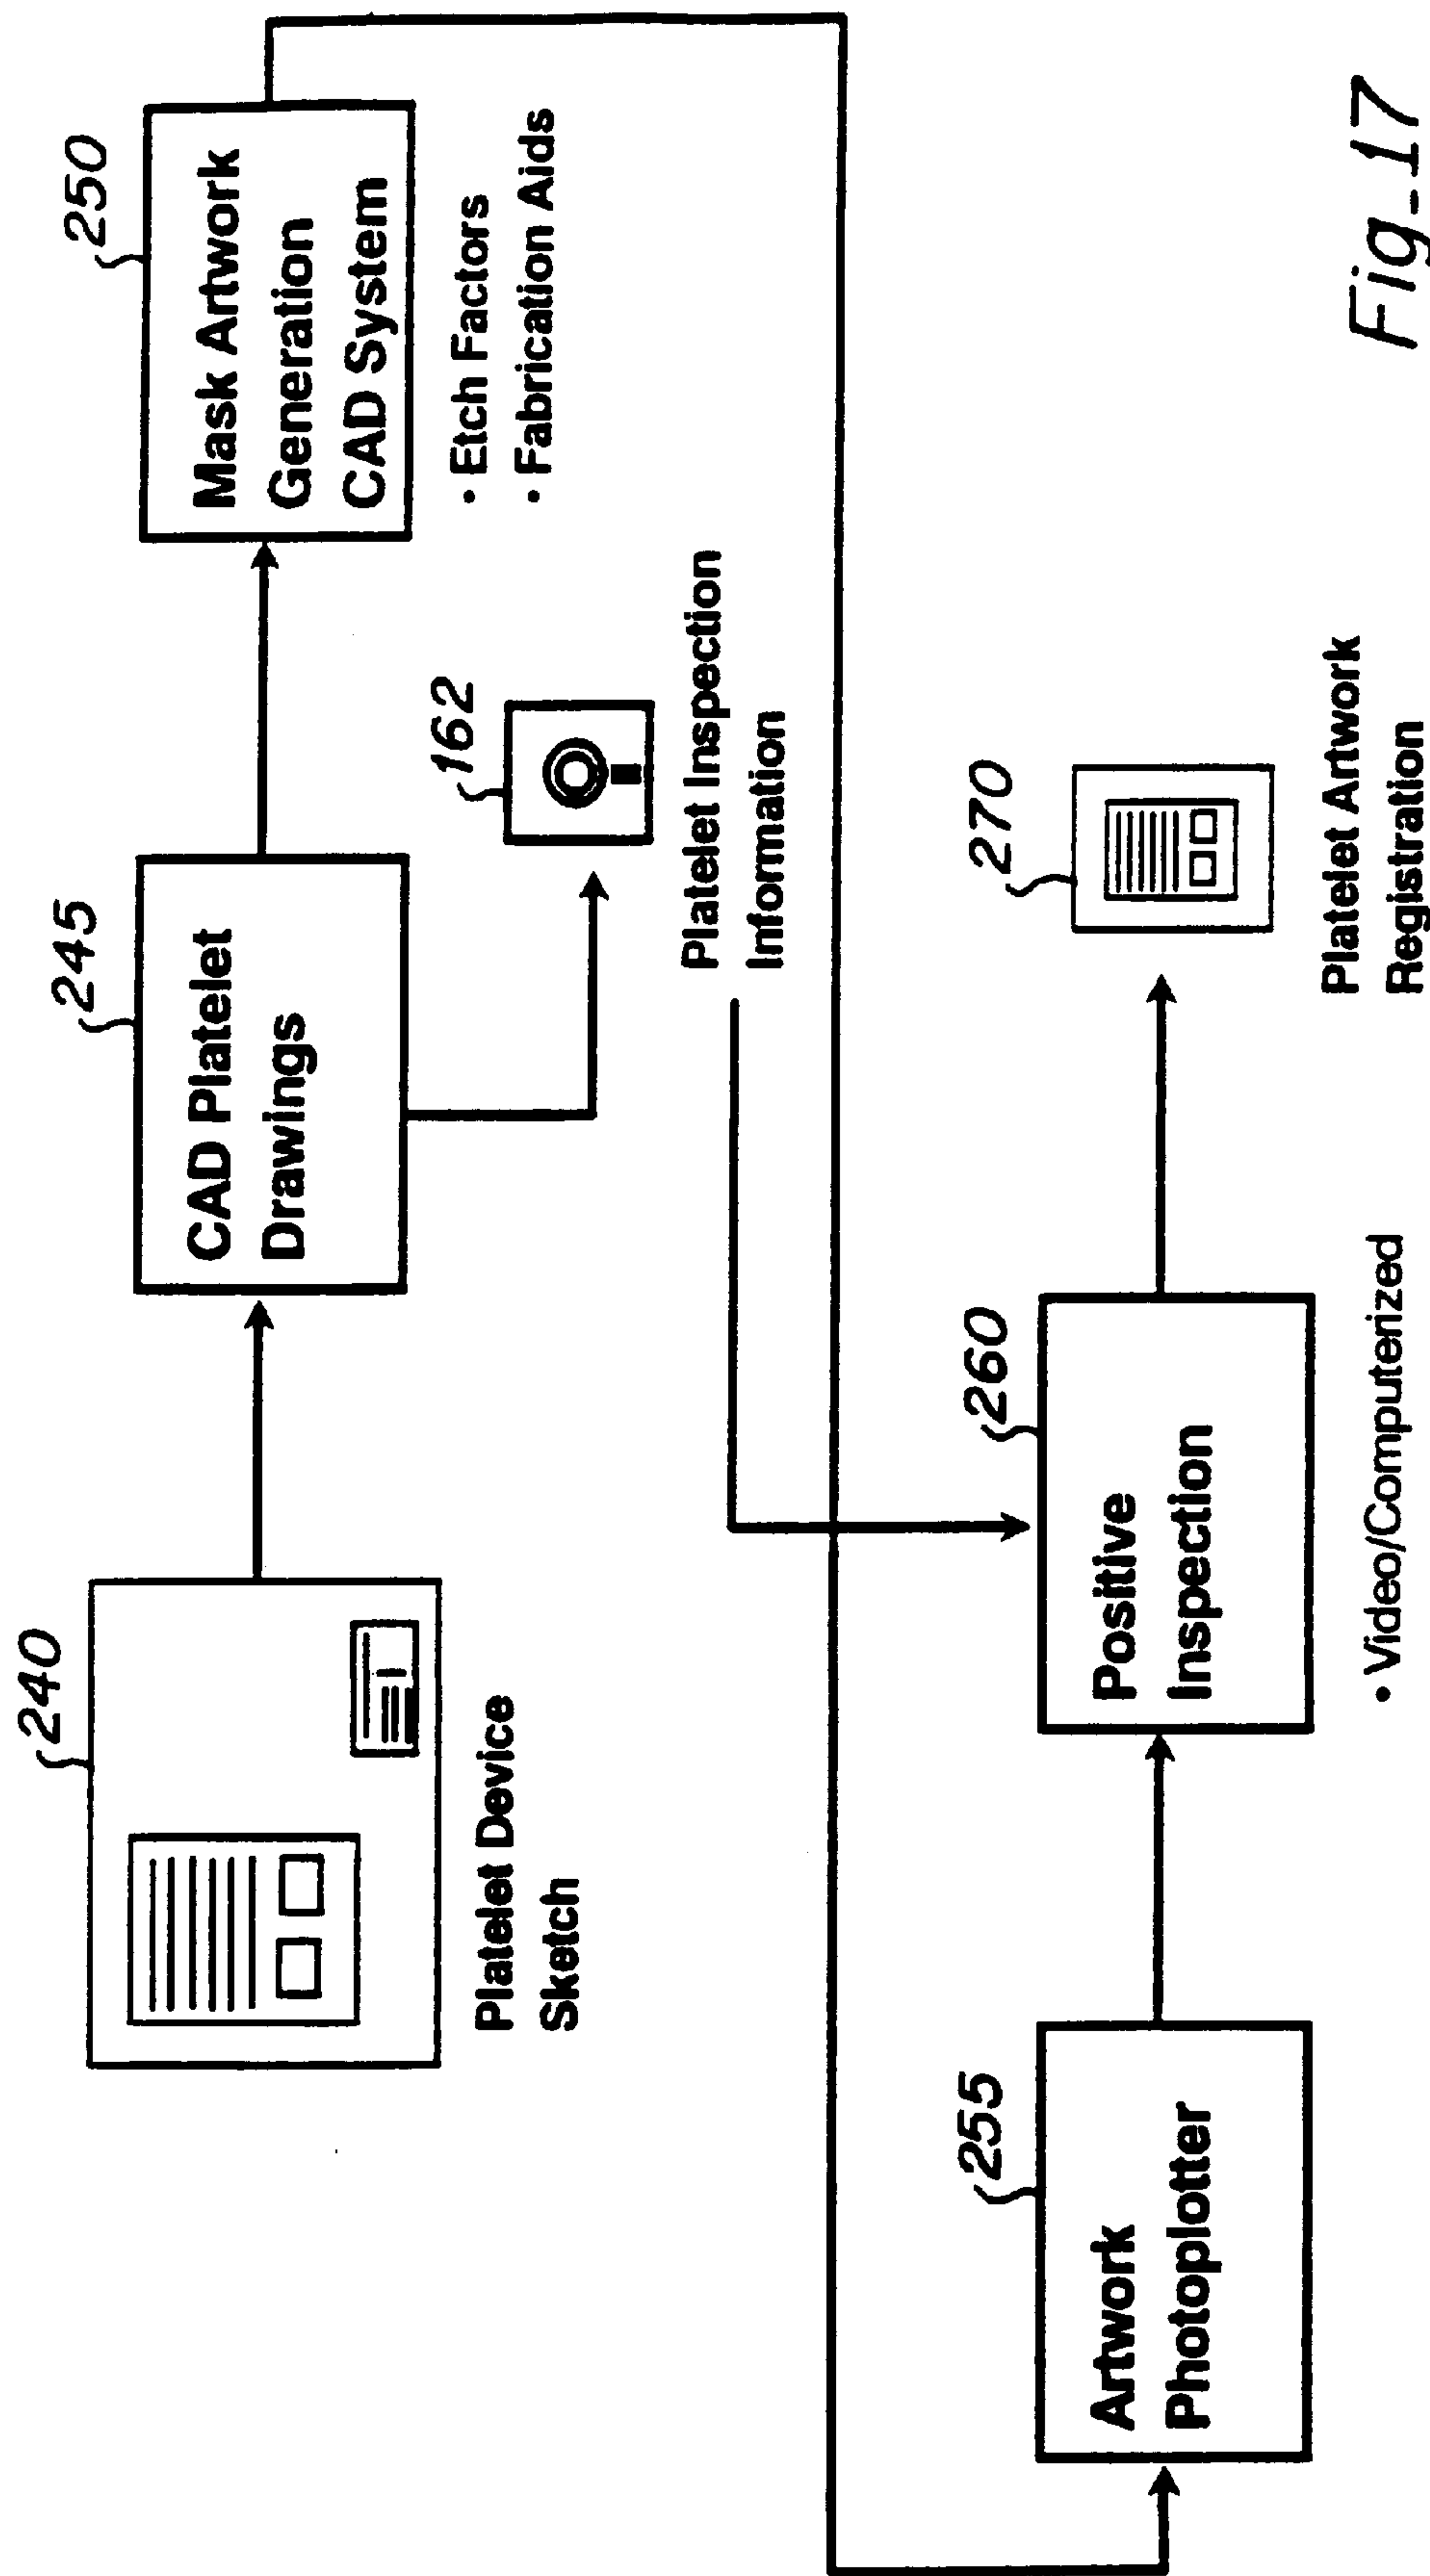 240
Platelet Device
Sketch
245
CAD Platelet
Drawings
250
Mask Artwork
Generation
CAD System
• Etch Factors
• Fabrication Aids
162
Platelet Inspection
Information
255
Artwork
Photoplotter
260
Positive
Inspection
• Video/Computerized
270
Platelet Artwork
Registration
Fig_17